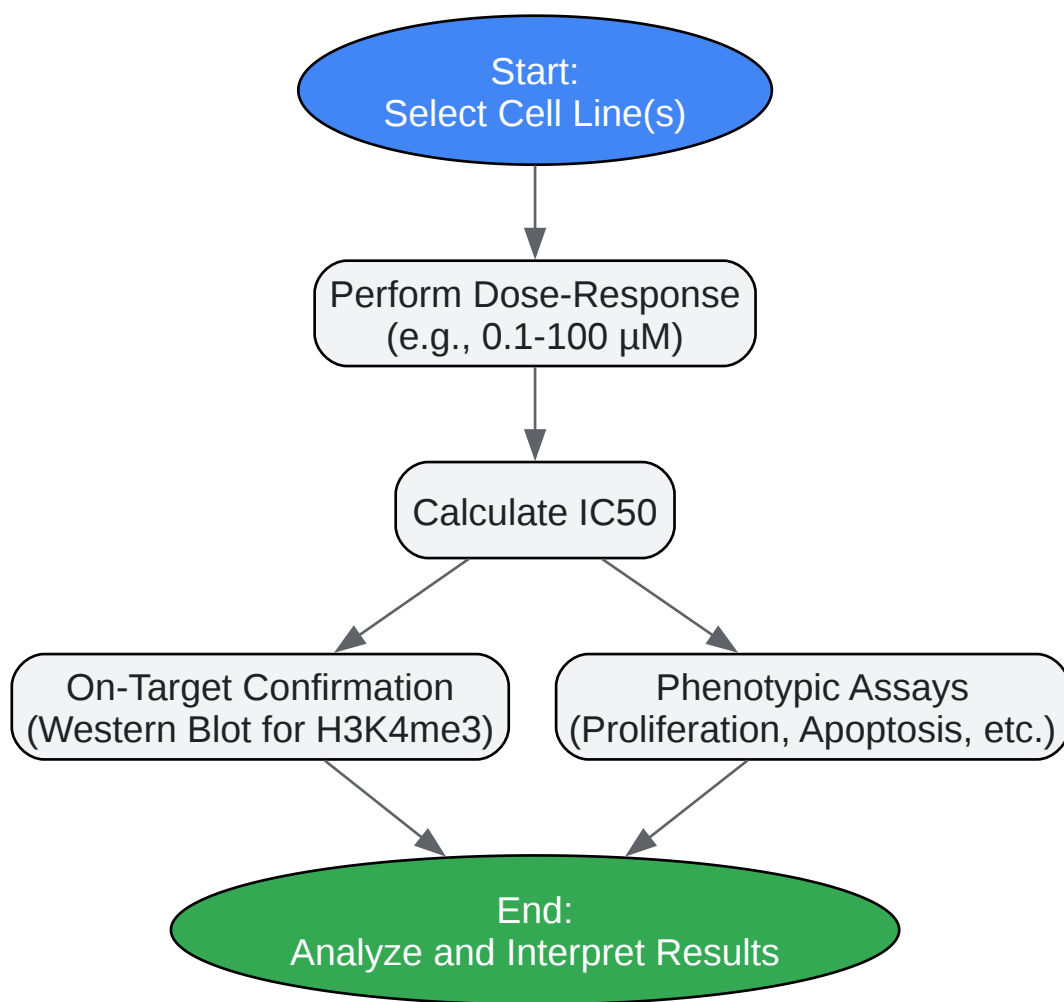 Start:
Select Cell Line(s)
Perform Dose-Response
(e.g., 0.1-100 µM)
Calculate IC50
On-Target Confirmation
(Western Blot for H3K4me3)
Phenotypic Assays
(Proliferation, Apoptosis, etc.)
End:
Analyze and Interpret Results